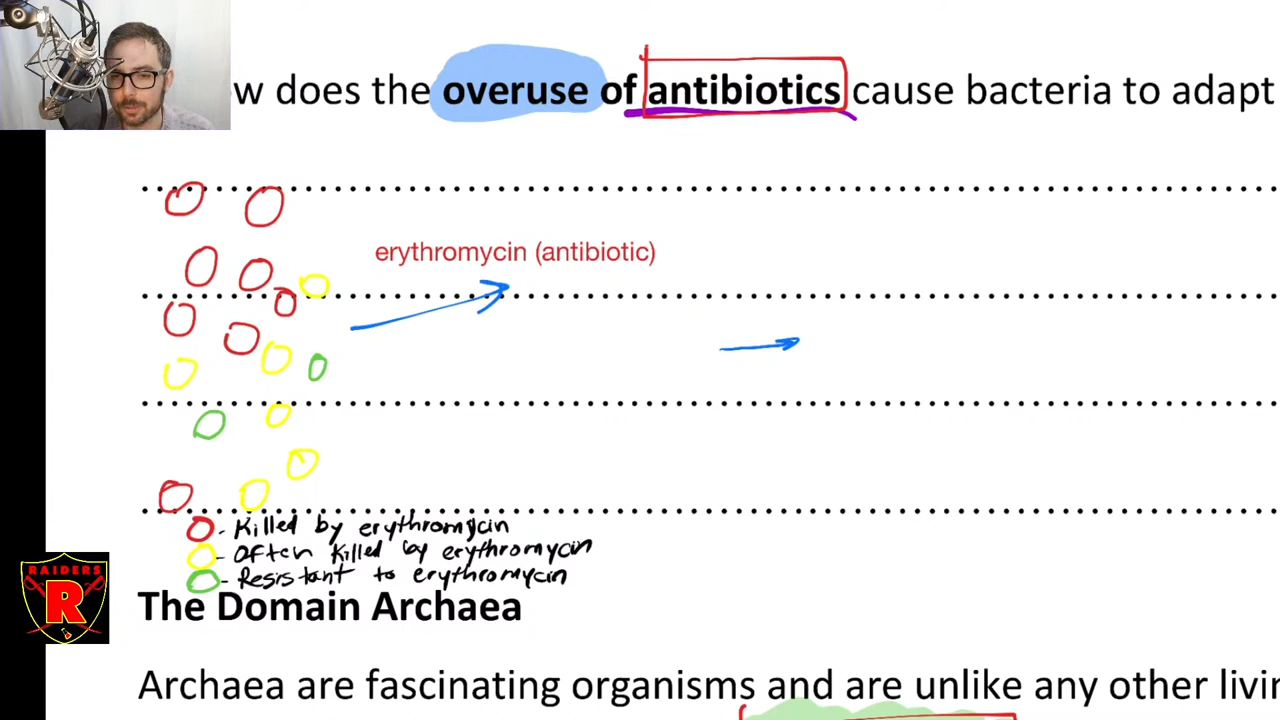 w does the overuse of antibiotics cause bacteria to adapt
erythromycin (antibiotic)
- Killed by erythromycin
- Often killed by erythromycin
- Resistant to erythromycin
RAIDERS
R
The Domain Archaea
Archaea are fascinating organisms and are unlike any other livi